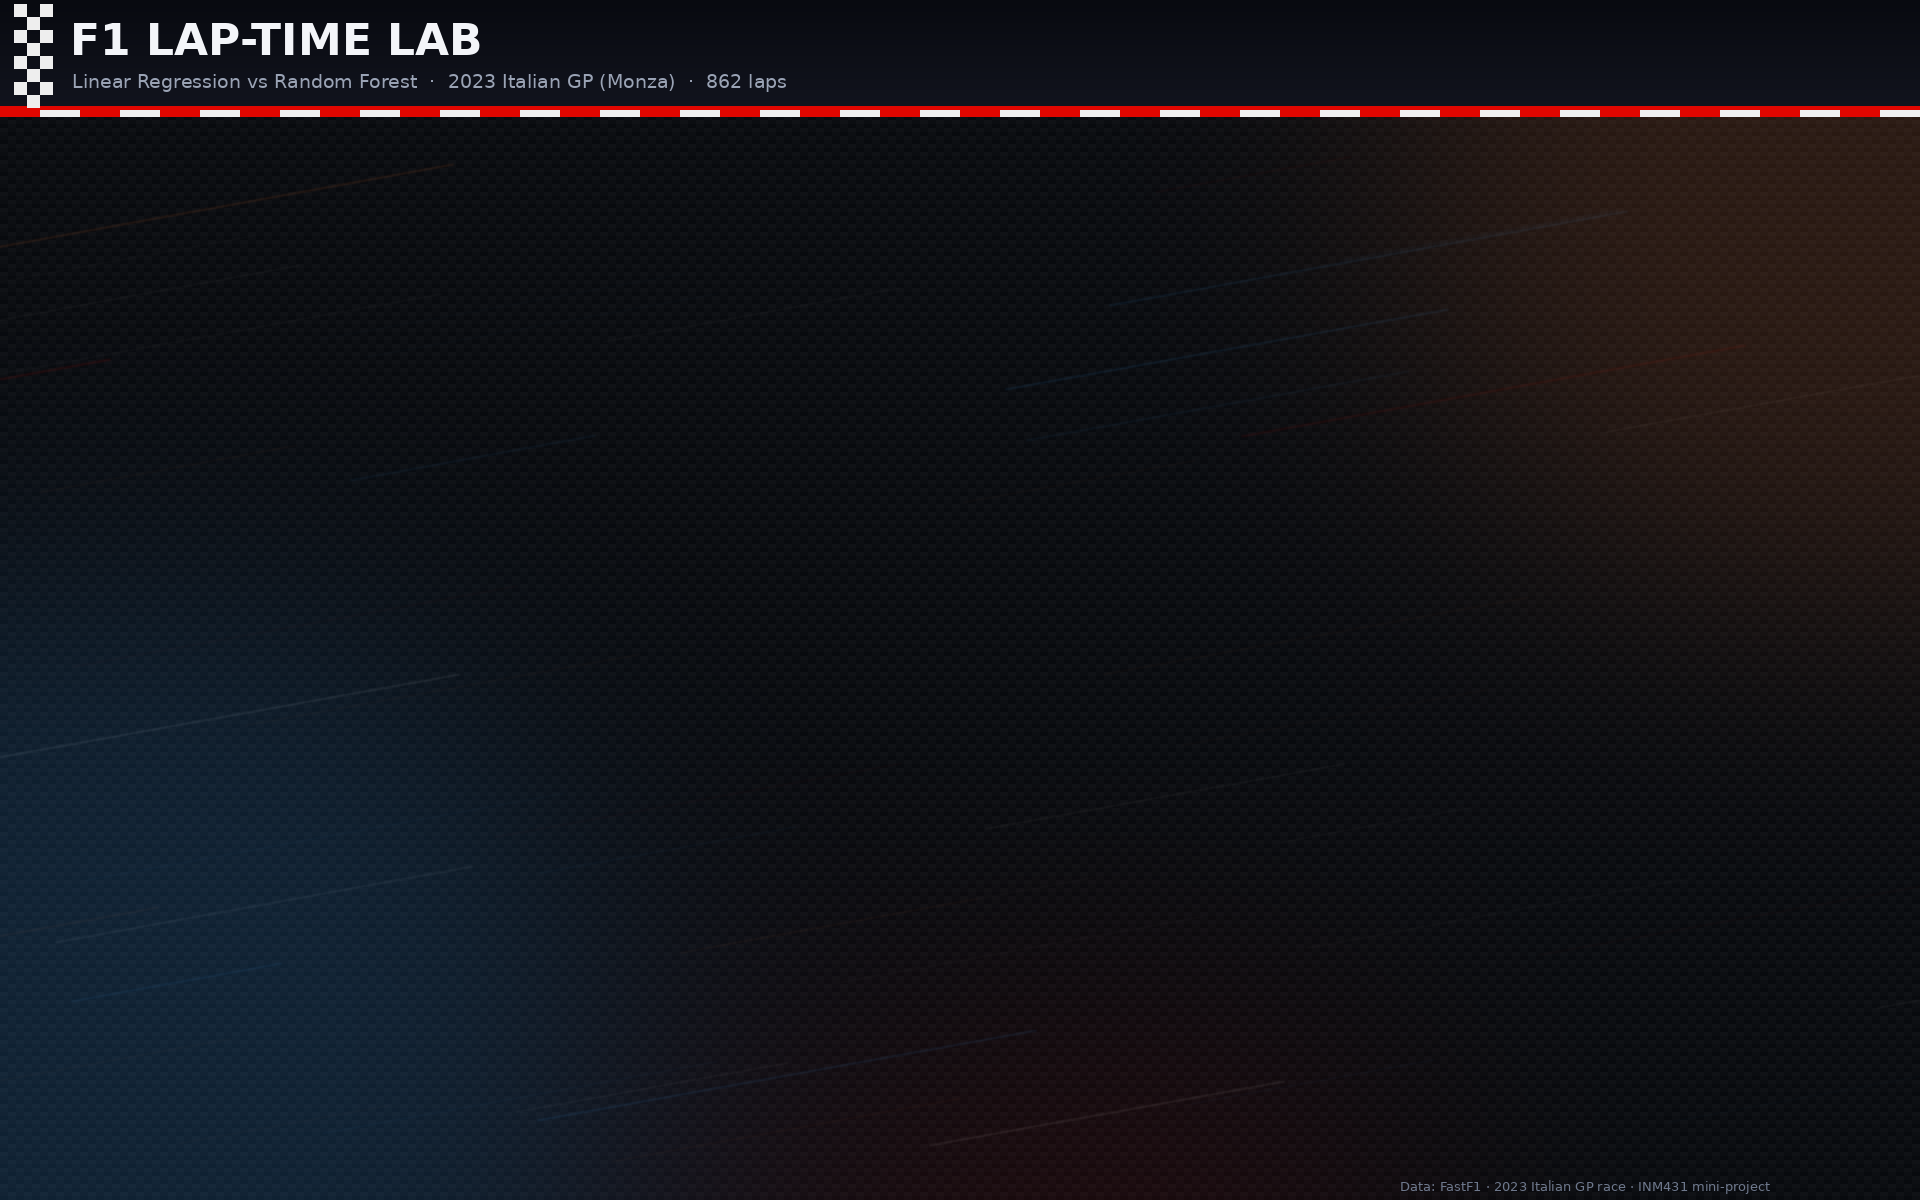 F1 LAP-TIME LAB
Linear Regression vs Random Forest · 2023 Italian GP (Monza) · 862 laps
Data: FastF1 · 2023 Italian GP race · INM431 mini-project